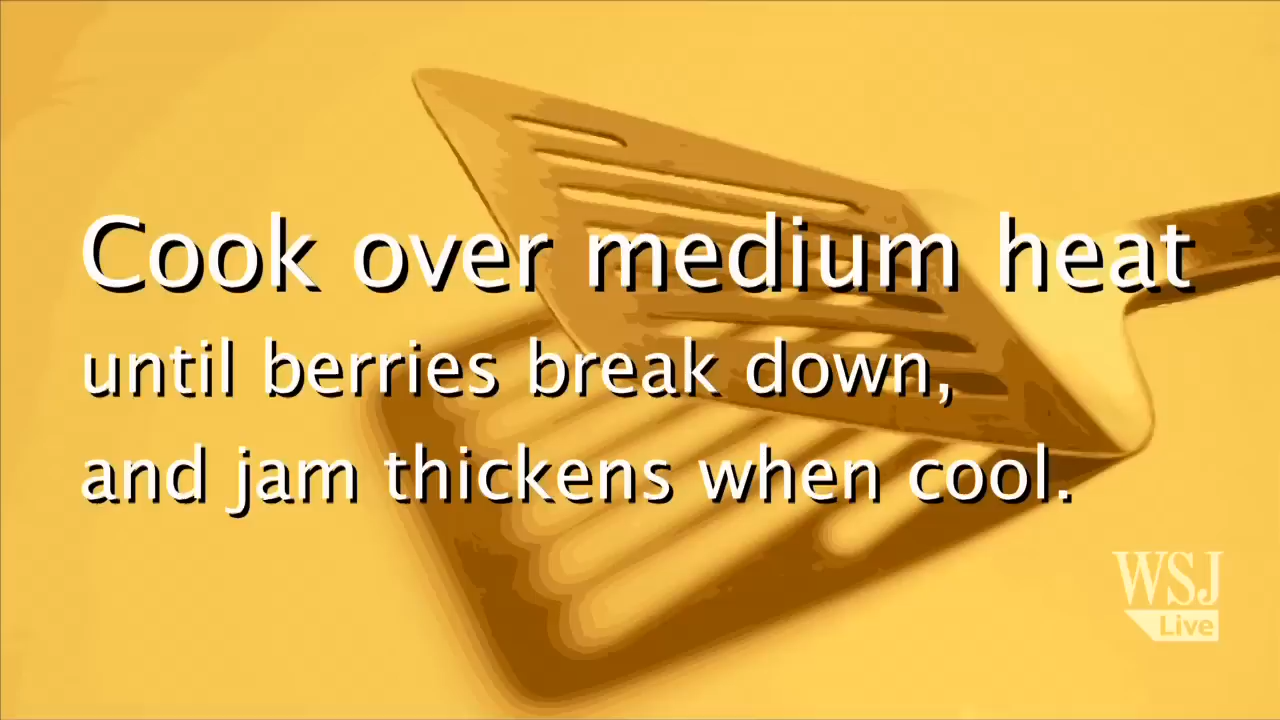 Cook over medium heat
until berries break down,
and jam thickens when cool.
WSJ
Live